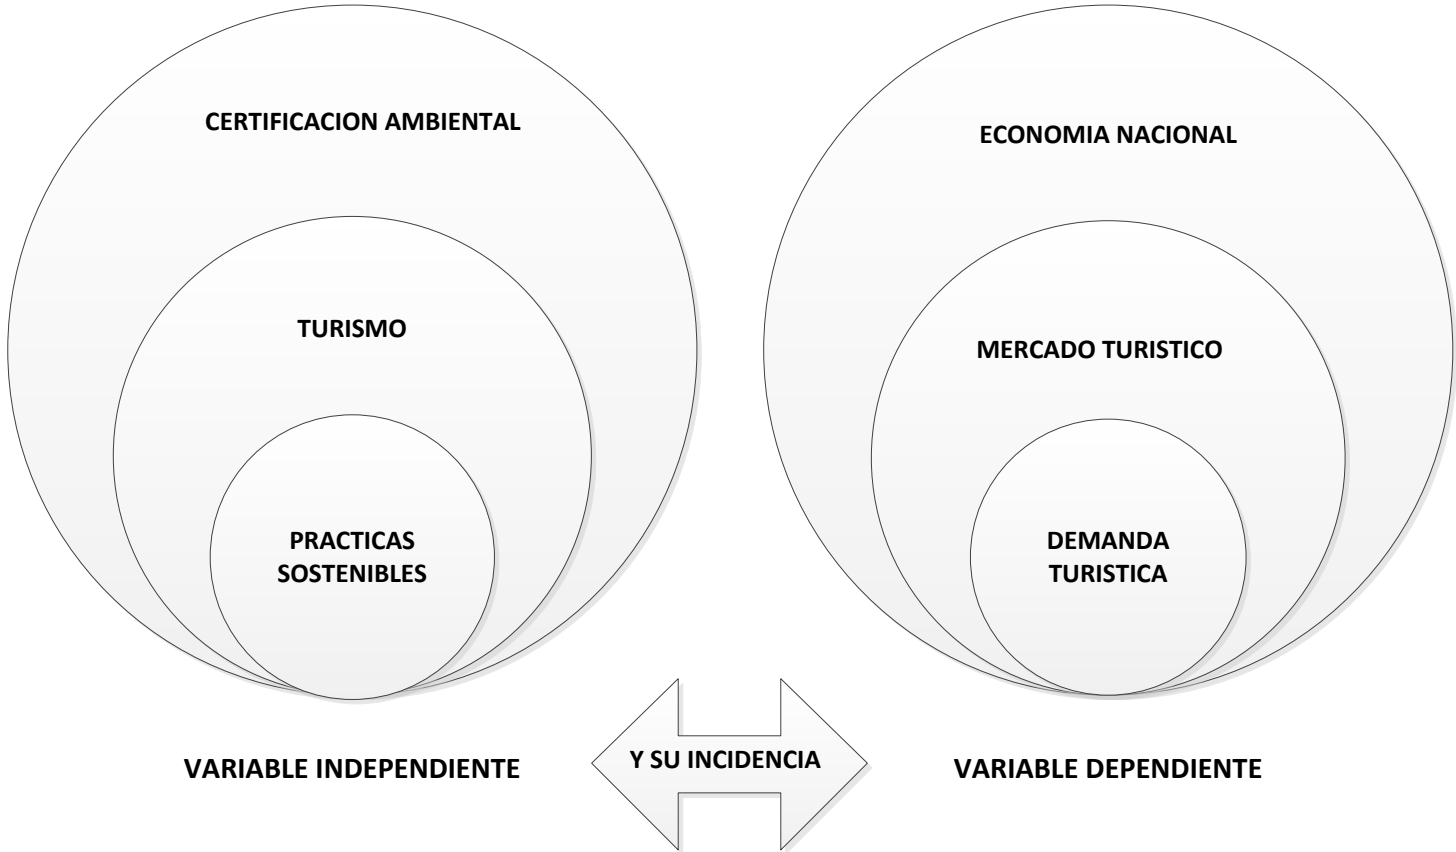 CERTIFICACION AMBIENTAL
TURISMO
PRACTICAS
SOSTENIBLES
VARIABLE INDEPENDIENTE
Y SU INCIDENCIA
ECONOMIA NACIONAL
MERCADO TURISTICO
DEMANDA
TURISTICA
VARIABLE DEPENDIENTE